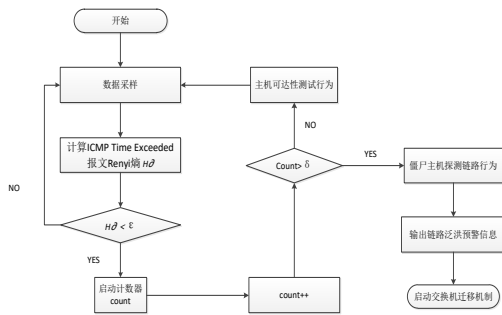 开始
数据采样
主机可达性测试行为
计算ICMP Time Exceeded
报文Renyi熵 H∂
NO
Count> δ
YES
僵尸主机探测链路行为
NO
H∂ < ε
输出链路泛洪预警信息
YES
启动计数器
count
count++
启动交换机迁移机制